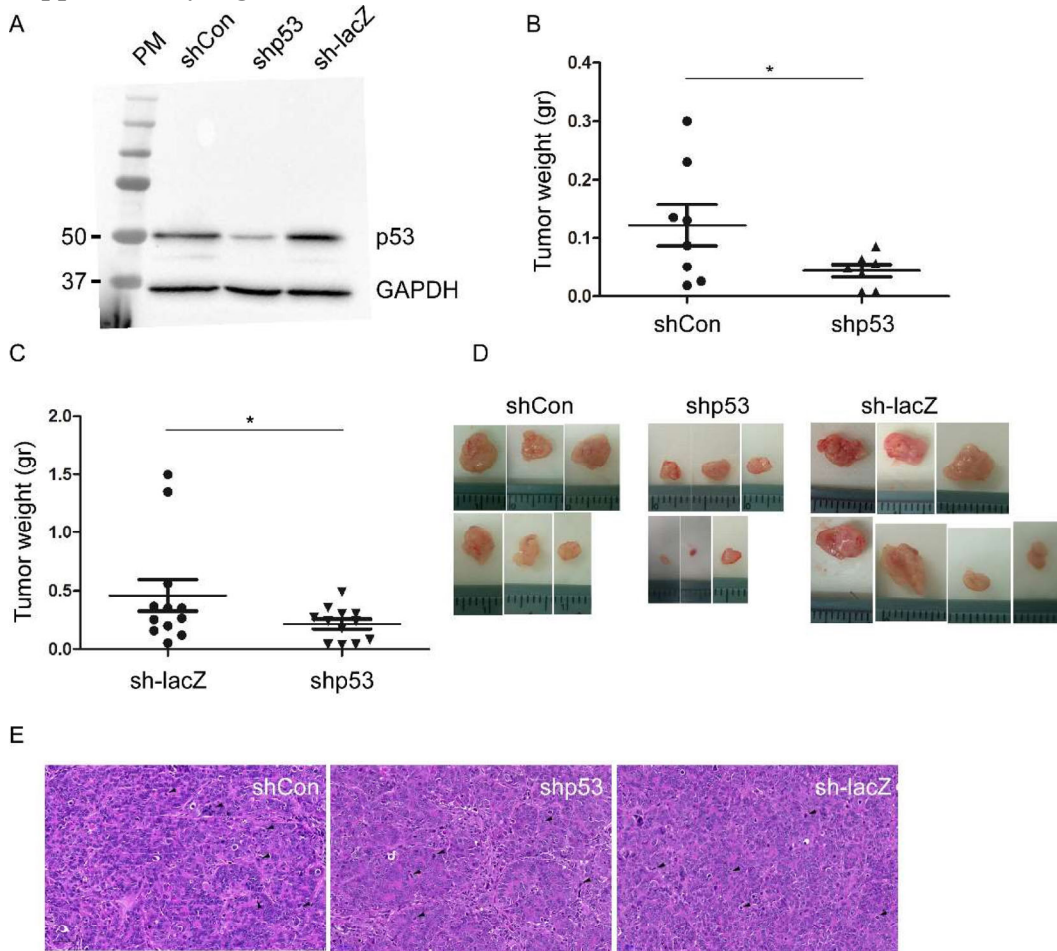 A
PM
shCon
shp53
sh-lacZ
50
p53
37
GAPDH
B
Tumor weight (gr)
0.4
0.3
0.2
0.1
0.0
*
shCon
shp53
C
Tumor weight (gr)
2.0
1.5
1.0
0.5
0.0
*
sh-lacZ
shp53
D
shCon
shp53
sh-lacZ
E
shCon
shp53
sh-lacZ